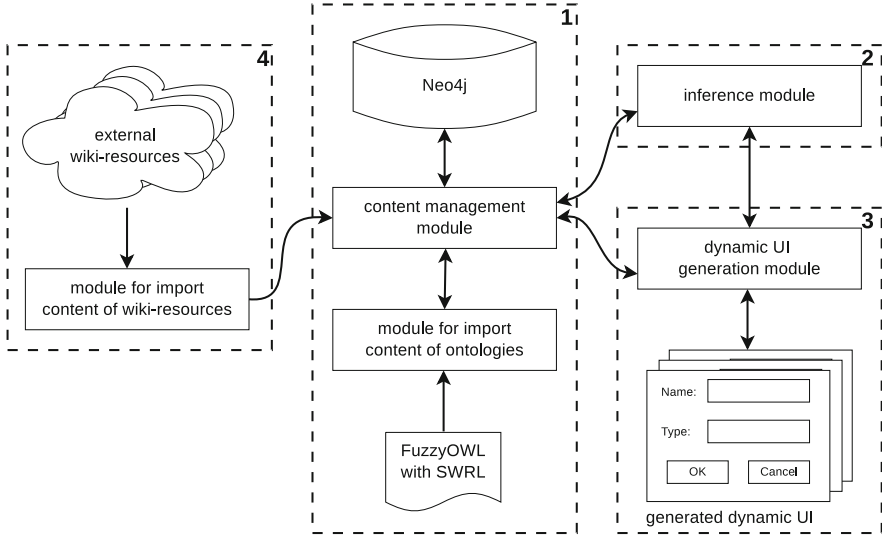 4
external
wiki-resources
module for import
content of wiki-resources
1
Neo4j
content management
module
module for import
content of ontologies
FuzzyOWL
with SWRL
2
inference module
3
dynamic UI
generation module
Name:
Type:
OK
Cancel
generated dynamic UI